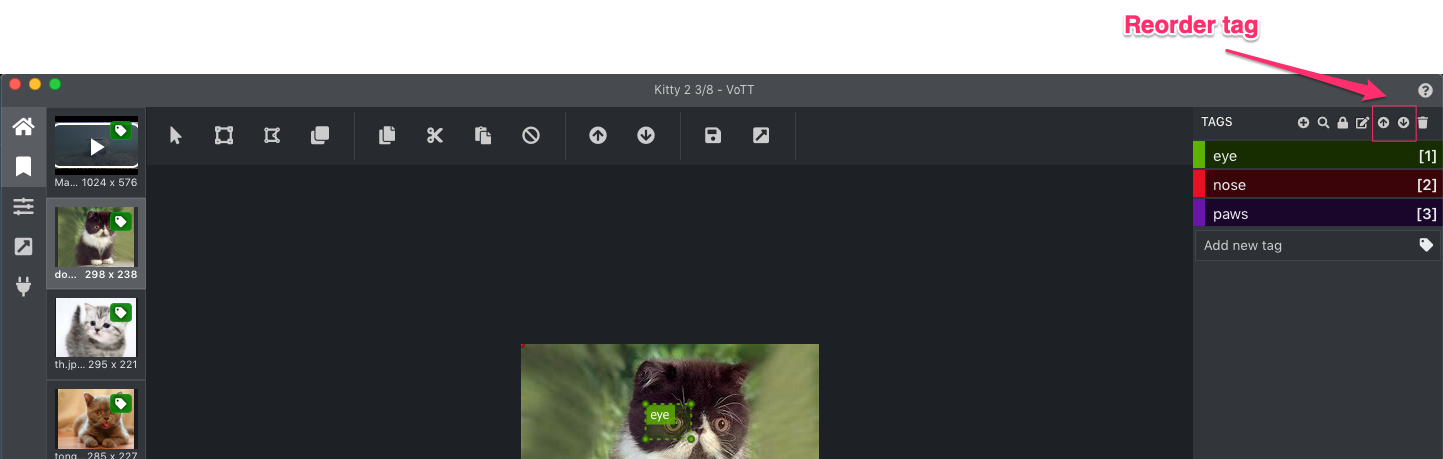 Reorder tag
Kitty 2 3/8 - VoTT
TAGS
eye [1]
nose [2]
paws [3]
Add new tag
Ma... 1024 x 576
do... 298 x 238
th.jp... 295 x 221
tong... 285 x 227
eye